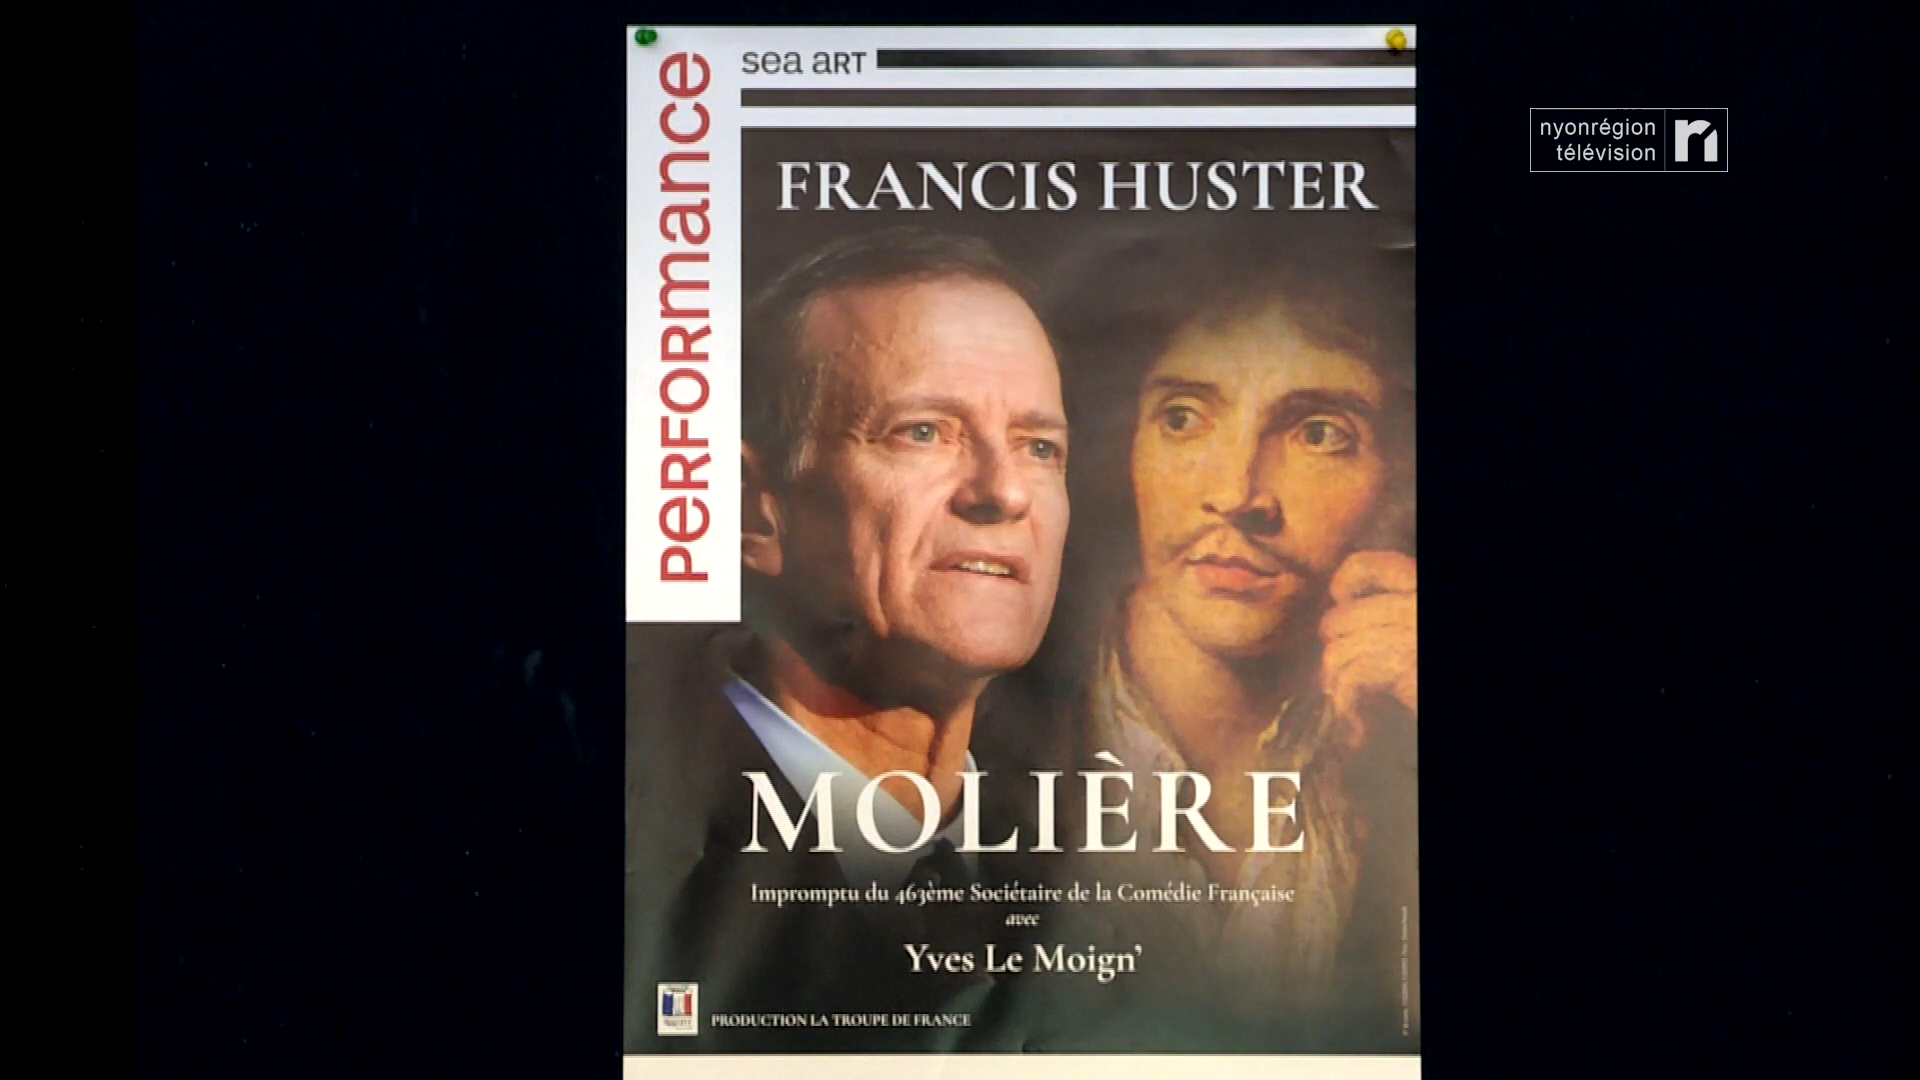 PERFORMANCE
sea ART
FRANCIS HUSTER
nyonrégion
télévision
MOLIÈRE
Impromptu du 463ème Sociétaire de la Comédie Française
avec
Yves Le Moign'
PRODUCTION LA TROUPE DE FRANCE